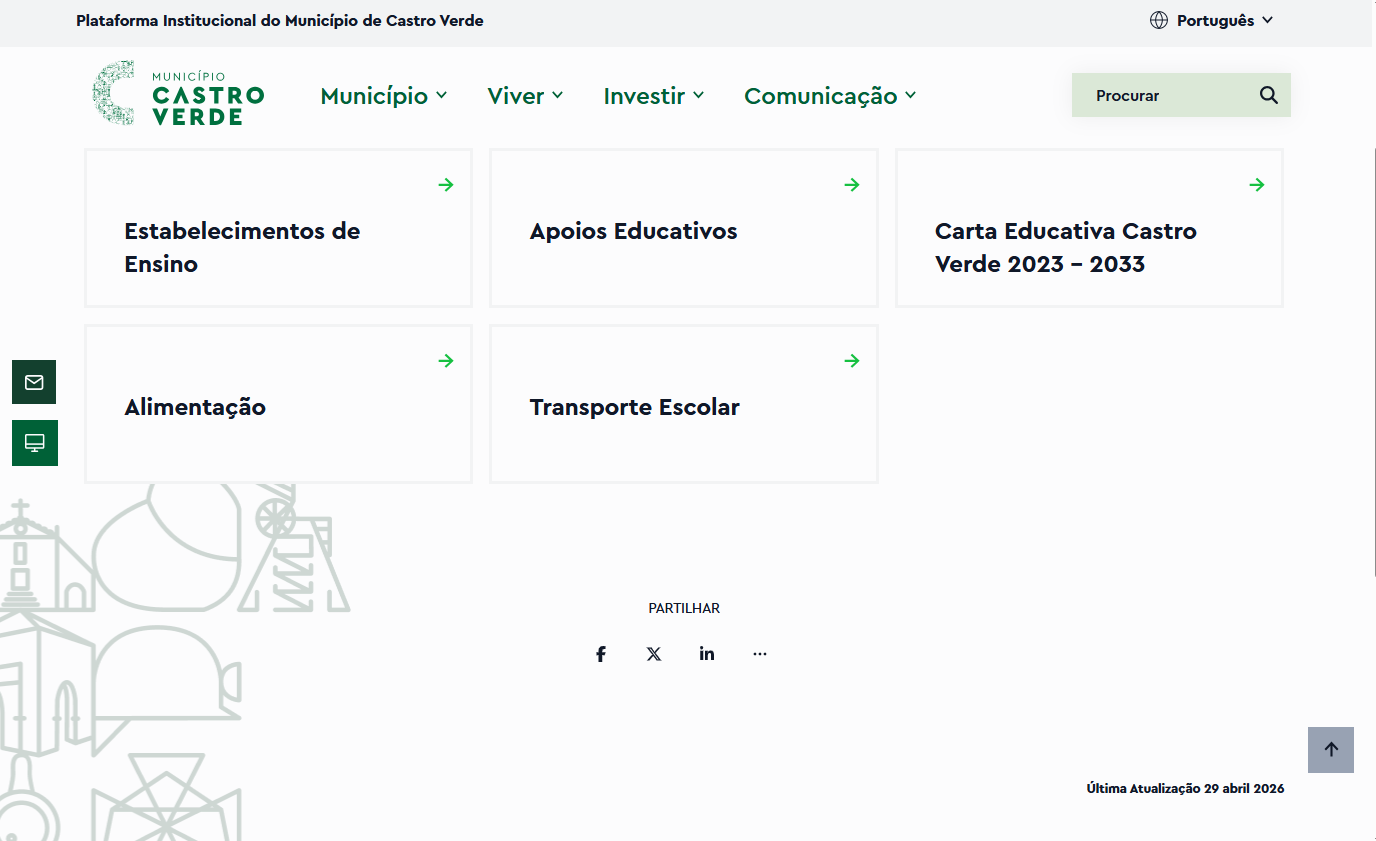 Plataforma Institucional do Município de Castro Verde
Português
MUNICÍPIO
CASTRO
VERDE
Município
Viver
Investir
Comunicação
Procurar
Estabelecimentos de
Ensino
Apoios Educativos
Carta Educativa Castro
Verde 2023 – 2033
Alimentação
Transporte Escolar
PARTILHAR
Última Atualização 29 abril 2026